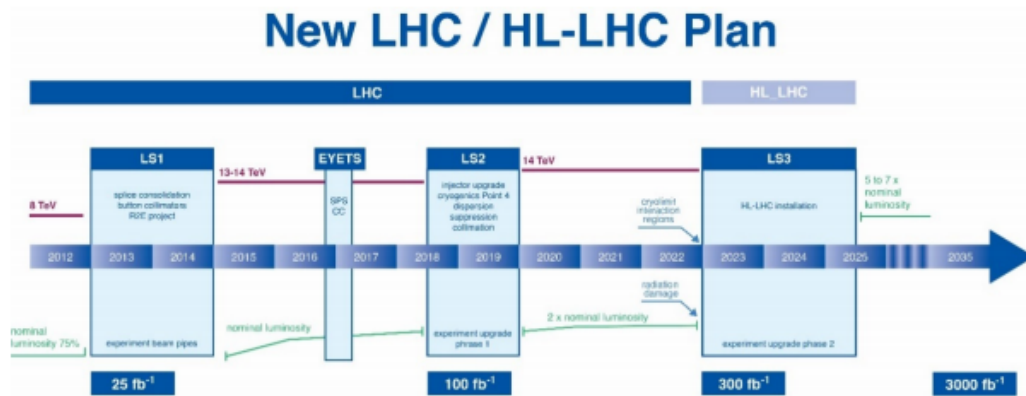 New LHC / HL-LHC Plan
LHC
HL_LHC
LS1
EYETS
LS2
14 TeV
LS3
13-14 TeV
8 TeV
splice consolidation
button collimators
R2E project
SPS
CC
injector upgrade
cryogenics Point 4
dispersion
suppression
collimation
cryolimit
interaction
regions
HL-LHC installation
5 to 7 x
nominal
luminosity
2012
2013
2014
2015
2016
2017
2018
2019
2020
2021
2022
2023
2024
2025
2035
radiation
damage
nominal
luminosity 75%
experiment beam pipes
nominal luminosity
experiment upgrade
phrase 1
2 x nominal luminosity
experiment upgrade phase 2
25 fb⁻¹
100 fb⁻¹
300 fb⁻¹
3000 fb⁻¹